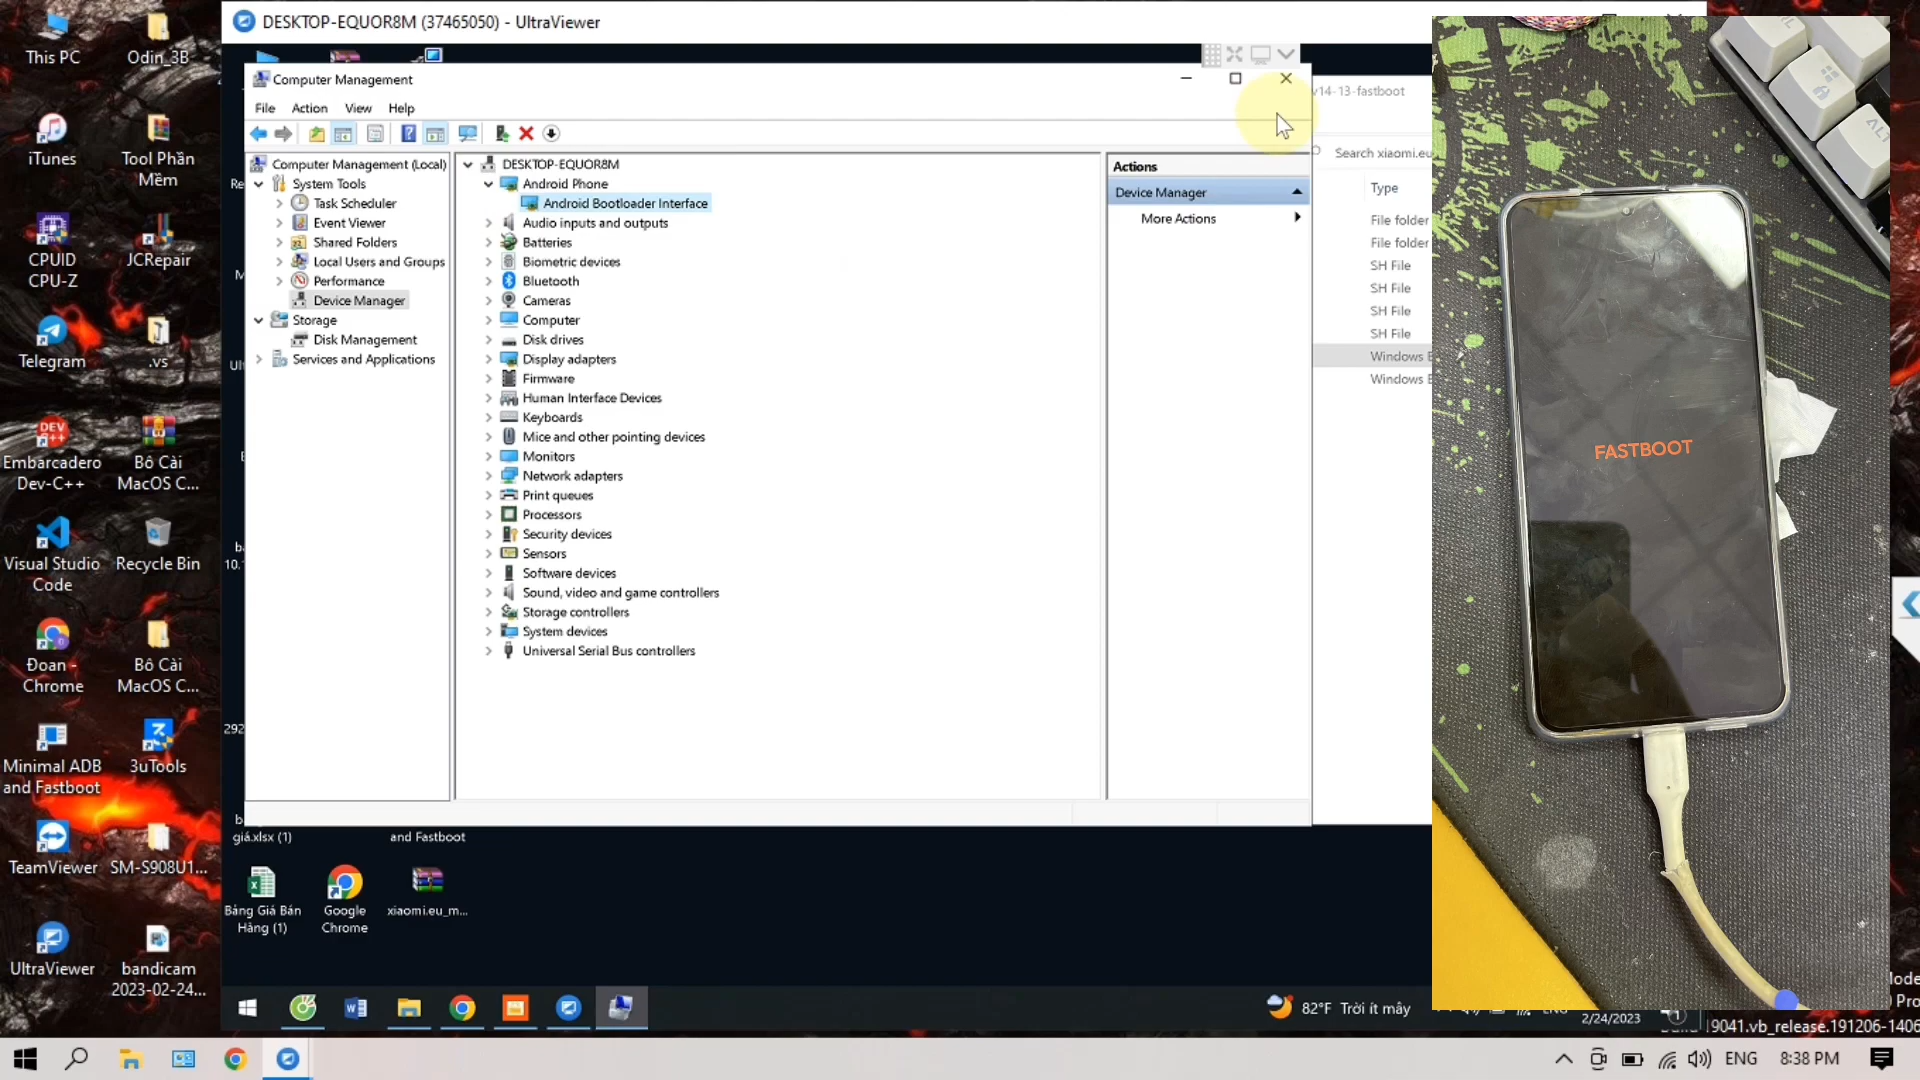 This PC
Odin_3B
iTunes
Tool Phần
Mềm
CPUID
CPU-Z
JCRepair
Telegram
.vs
Embarcadero
Dev-C++
Bô Cài
MacOS C...
Visual Studio
Code
Recycle Bin
Đoan -
Chrome
Bô Cài
MacOS C...
Minimal ADB
and Fastboot
3uTools
TeamViewer
SM-S908U1...
UltraViewer
bandicam
2023-02-24...
DESKTOP-EQUOR8M (37465050) - UltraViewer
Computer Management
File Action View Help
Computer Management (Local)
System Tools
Task Scheduler
Event Viewer
Shared Folders
Local Users and Groups
Performance
Device Manager
Storage
Disk Management
Services and Applications
DESKTOP-EQUOR8M
Android Phone
Android Bootloader Interface
Audio inputs and outputs
Batteries
Biometric devices
Bluetooth
Cameras
Computer
Disk drives
Display adapters
Firmware
Human Interface Devices
Keyboards
Mice and other pointing devices
Monitors
Network adapters
Print queues
Processors
Security devices
Sensors
Software devices
Sound, video and game controllers
Storage controllers
System devices
Universal Serial Bus controllers
Actions
Device Manager
More Actions
v14-13-fastboot
Search xiaomi.eu
Type
File folder
File folder
SH File
SH File
SH File
SH File
Windows
Windows
FASTBOOT
ALT
giá.xlsx (1)
and Fastboot
Bảng Giá Bán
Hàng (1)
Google
Chrome
xiaomi.eu_m...
82°F Trời ít mây
2/24/2023
Pro
9041.vb_release.191206-1406
ENG
8:38 PM